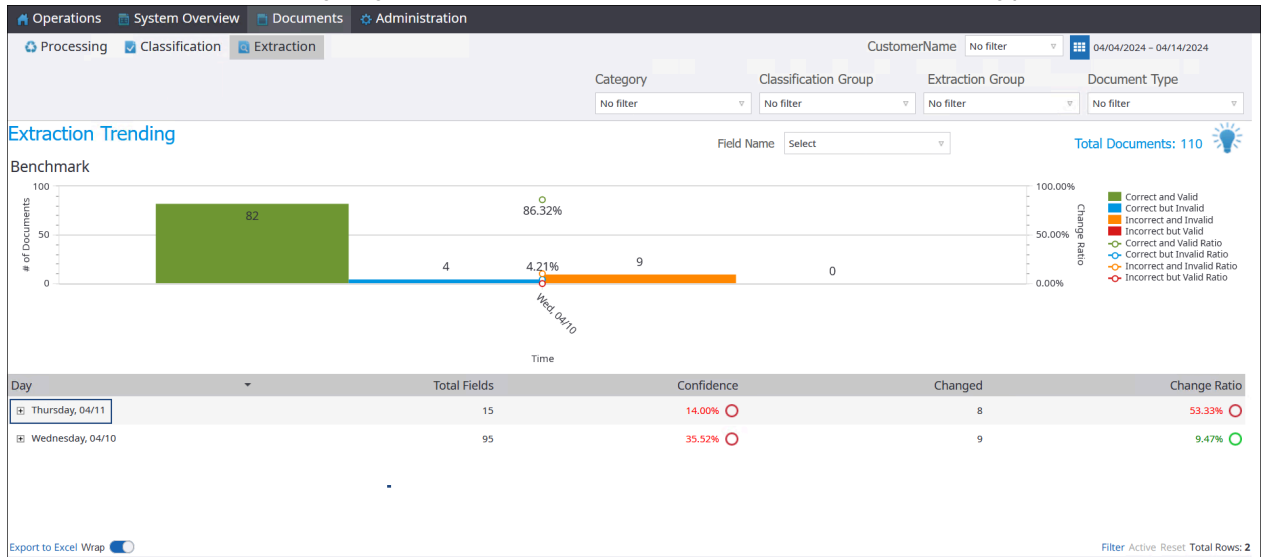 Operations System Overview Documents Administration
Processing Classification Extraction CustomerName No filter 04/04/2024 – 04/14/2024
Category Classification Group Extraction Group Document Type
No filter No filter No filter No filter
Extraction Trending
Field Name Select Total Documents: 110
Benchmark
# of Documents
100
50
0
82
4
86.32%
4.21%
9
0
100.00%
50.00%
0.00%
Change Ratio
Wed, 04/10
Time
Correct and Valid
Correct but Invalid
Incorrect and Invalid
Incorrect but Valid
Correct and Valid Ratio
Correct but Invalid Ratio
Incorrect and Invalid Ratio
Incorrect but Valid Ratio
Day Total Fields Confidence Changed Change Ratio
Thursday, 04/11 15 14.00% 8 53.33%
Wednesday, 04/10 95 35.52% 9 9.47%
Export to Excel Wrap Filter Active Reset Total Rows: 2